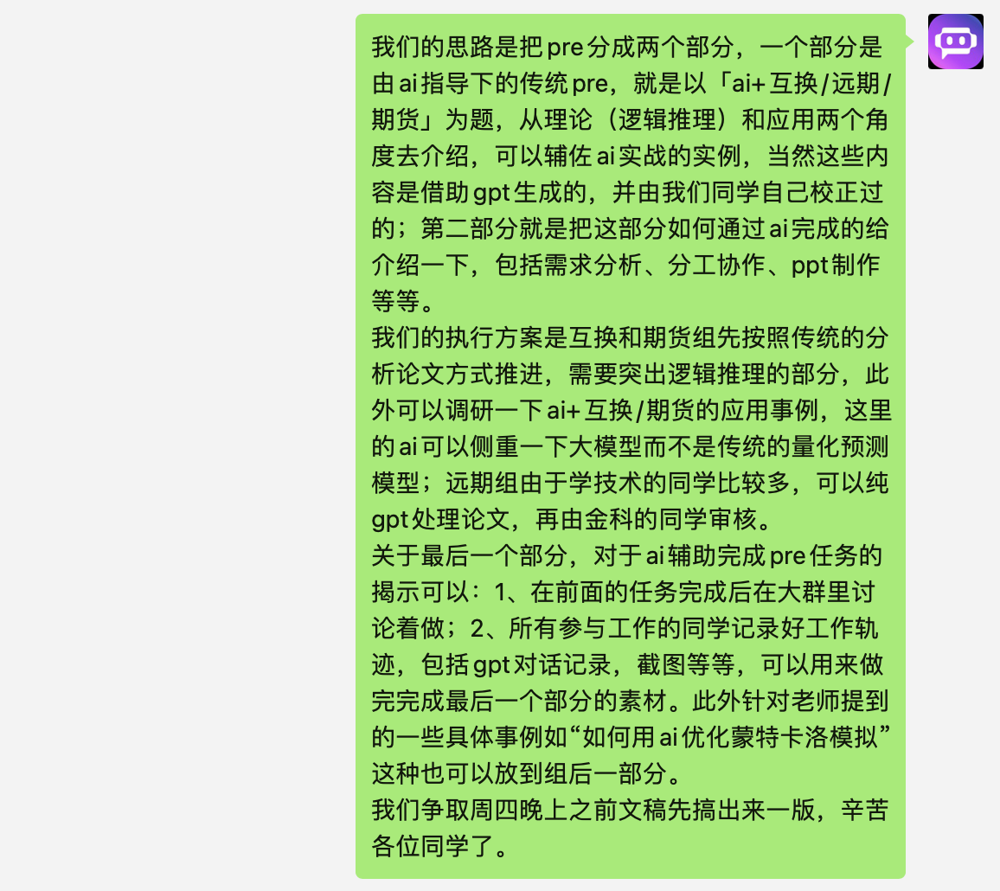 我们的思路是把pre分成两个部分，一个部分是
由ai指导下的传统pre，就是以「ai+互换/远期/
期货」为题，从理论（逻辑推理）和应用两个角
度去介绍，可以辅佐ai实战的实例，当然这些内
容是借助gpt生成的，并由我们同学自己校正过
的；第二部分就是把这部分如何通过ai完成的给
介绍一下，包括需求分析、分工协作、ppt制作
等等。
我们的执行方案是互换和期货组先按照传统的分
析论文方式推进，需要突出逻辑推理的部分，此
外可以调研一下ai+互换/期货的应用事例，这里
的ai可以侧重一下大模型而不是传统的量化预测
模型；远期组由于学技术的同学比较多，可以纯
gpt处理论文，再由金科的同学审核。
关于最后一个部分，对于ai辅助完成pre任务的
揭示可以：1、在前面的任务完成后在大群里讨
论着做；2、所有参与工作的同学记录好工作轨
迹，包括gpt对话记录，截图等等，可以用来做
完完成最后一个部分的素材。此外针对老师提到
的一些具体事例如“如何用ai优化蒙特卡洛模拟”
这种也可以放到组后一部分。
我们争取周四晚上之前文稿先搞出来一版，辛苦
各位同学了。